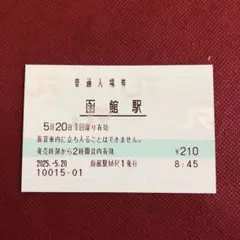 普通入場券
函館駅
5月20日1回限り有効
旅客車内に立ち入ることはできません。
発売時刻から2時間以内有効 ¥210
2025.-5.20 函館駅MR1発行 8:45
10015-01